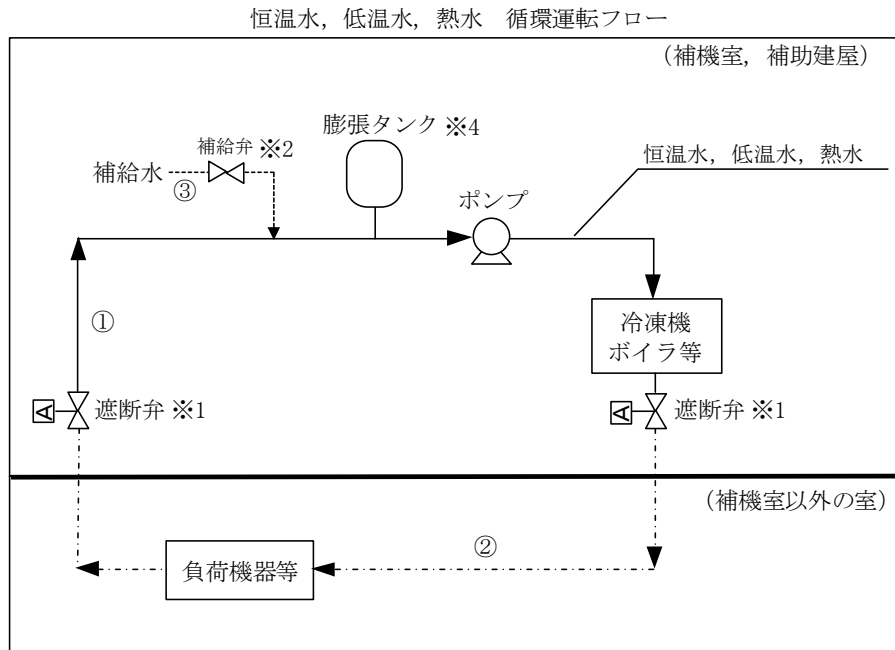 恒温水,低温水,熱水 循環運転フロー
(補機室,補助建屋)
膨張タンク ※4
補給弁 ※2
恒温水,低温水,熱水
補給水
③
ポンプ
①
冷凍機
ボイラ等
A
遮断弁 ※1
A
遮断弁 ※1
(補機室以外の室)
②
負荷機器等